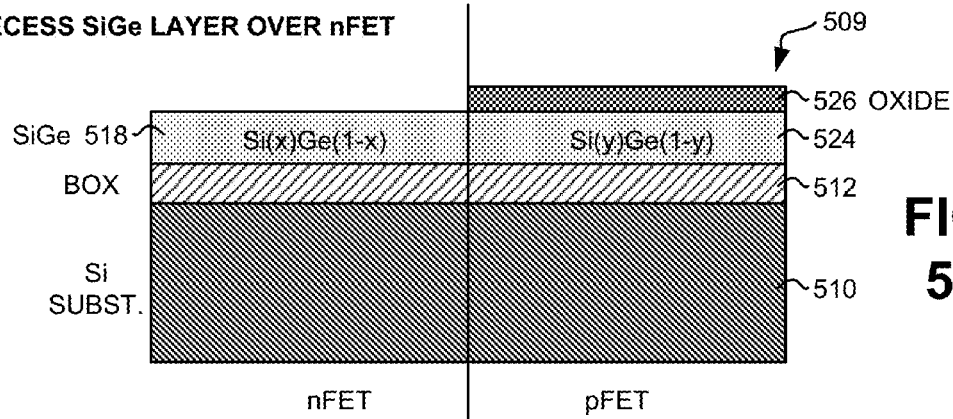 ECESS SiGe LAYER OVER nFET
509
526 OXIDE
SiGe 518
Si(x)Ge(1-x)
Si(y)Ge(1-y)
524
BOX
512
FI
Si
SUBST.
510
5
nFET
pFET